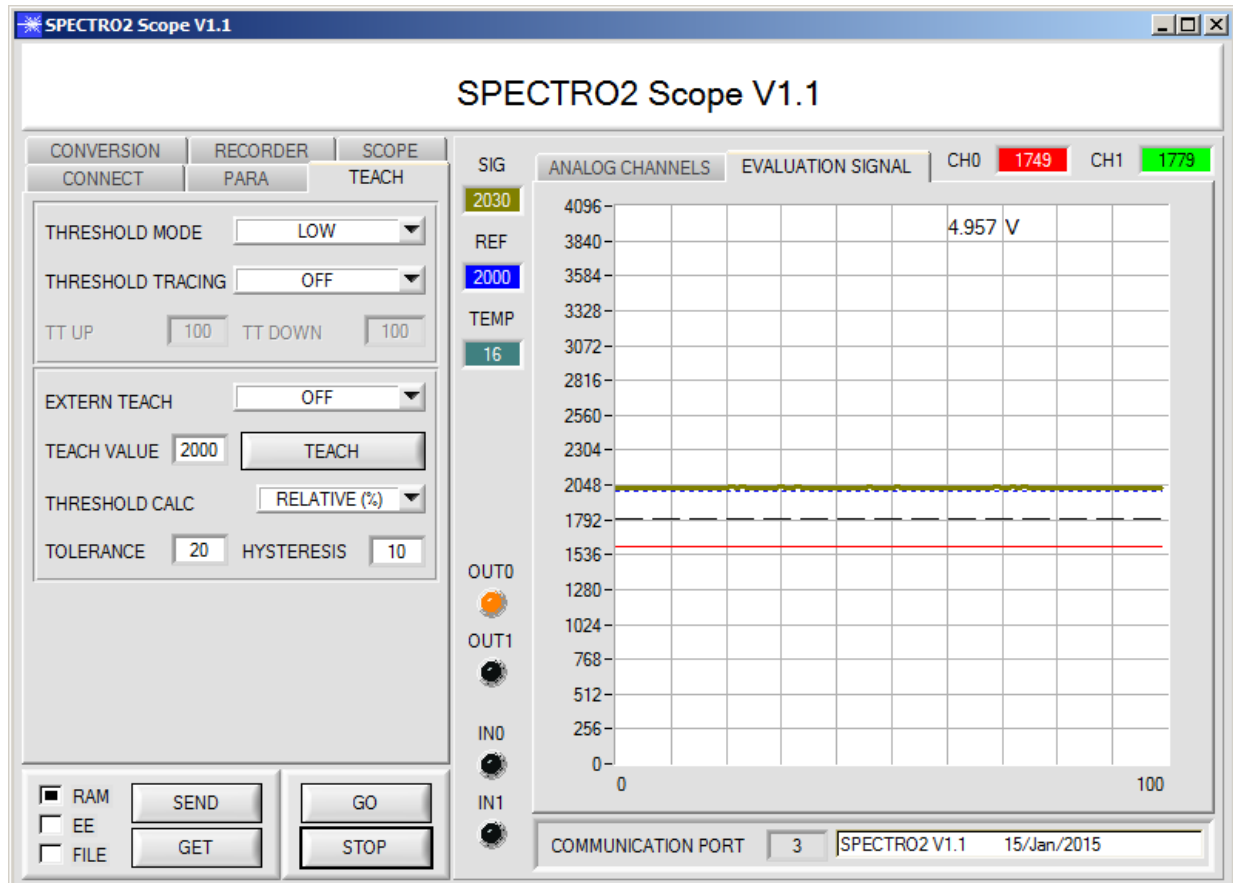 SPECTRO2 Scope V1.1
SPECTRO2 Scope V1.1
CONVERSION RECORDER SCOPE
CONNECT PARA TEACH
THRESHOLD MODE LOW
THRESHOLD TRACING OFF
TT UP 100 TT DOWN 100
EXTERN TEACH OFF
TEACH VALUE 2000 TEACH
THRESHOLD CALC RELATIVE (%)
TOLERANCE 20 HYSTERESIS 10
RAM
EE
FILE
SEND
GET
GO
STOP
SIG
2030
REF
2000
TEMP
16
OUT0
OUT1
IN0
IN1
ANALOG CHANNELS EVALUATION SIGNAL CH0 1749 CH1 1779
4.957 V
4096
3840
3584
3328
3072
2816
2560
2304
2048
1792
1536
1280
1024
768
512
256
0
0 100
COMMUNICATION PORT 3 SPECTRO2 V1.1 15/Jan/2015